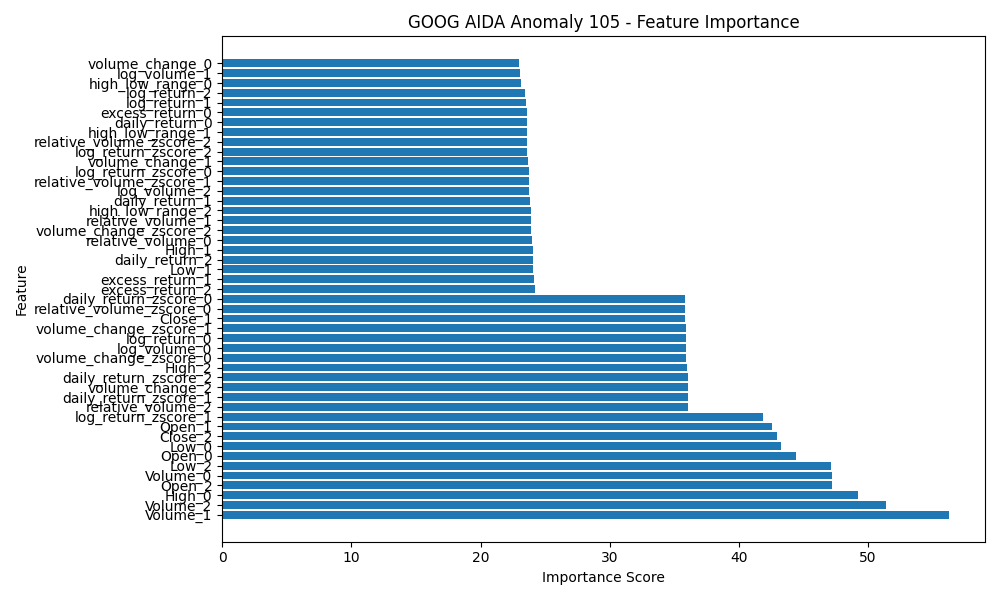 GOOG AIDA Anomaly 105 - Feature Importance
volume_change_0
log_volume_1
high_low_range_0
log_return_2
log_return_1
excess_return_0
daily_return_0
high_low_range_1
relative_volume_zscore_2
log_return_zscore_2
volume_change_1
log_return_zscore_0
relative_volume_zscore_1
log_volume_2
daily_return_1
high_low_range_2
relative_volume_1
volume_change_zscore_2
relative_volume_0
High_1
daily_return_2
Low_1
excess_return_1
excess_return_2
daily_return_zscore_0
relative_volume_zscore_0
Close_1
volume_change_zscore_1
log_return_0
log_volume_0
volume_change_zscore_0
High_2
daily_return_zscore_2
volume_change_2
daily_return_zscore_1
relative_volume_2
log_return_zscore_1
Open_1
Close_2
Low_0
Open_0
Low_2
Volume_0
Open_2
High_0
Volume_2
Volume_1
Feature
0 10 20 30 40 50
Importance Score